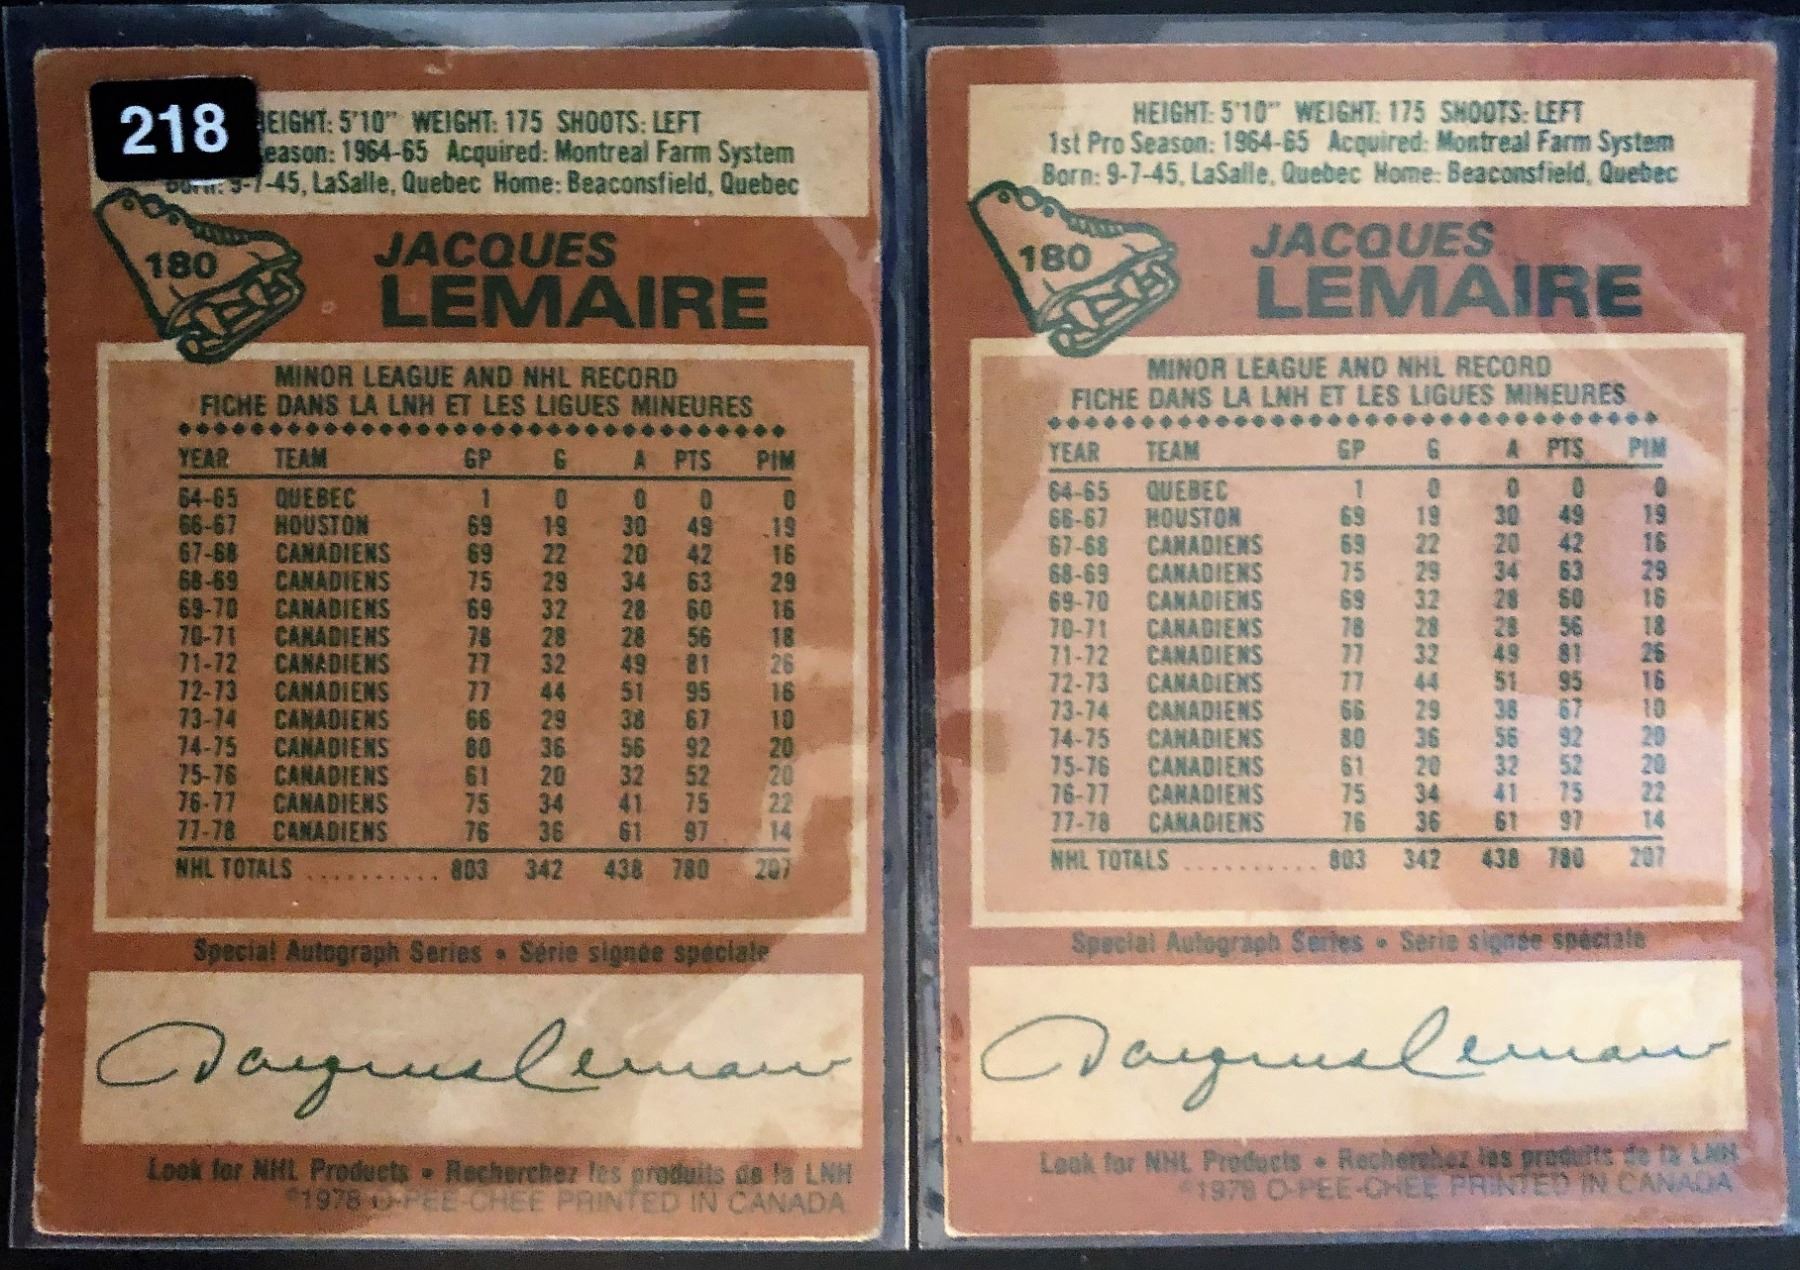 218
EIGHT: 5'10" WEIGHT: 175 SHOOTS: LEFT
eason: 1964-65 Acquired: Montreal Farm System
Born: 9-7-45, LaSalle, Quebec Home: Beaconsfield, Quebec
180
JACQUES
LEMAIRE
MINOR LEAGUE AND NHL RECORD
FICHE DANS LA LNH ET LES LIGUES MINEURES
YEAR TEAM GP G A PTS PIM
64-65 QUEBEC 1 0 0 0 0
66-67 HOUSTON 69 19 30 49 19
67-68 CANADIENS 69 22 20 42 16
68-69 CANADIENS 75 29 34 63 29
69-70 CANADIENS 69 32 28 60 16
70-71 CANADIENS 78 28 28 56 18
71-72 CANADIENS 77 32 49 81 26
72-73 CANADIENS 77 44 51 95 16
73-74 CANADIENS 66 29 38 67 10
74-75 CANADIENS 80 36 56 92 20
75-76 CANADIENS 61 20 32 52 20
76-77 CANADIENS 75 34 41 75 22
77-78 CANADIENS 76 36 61 97 14
NHL TOTALS .......... 803 342 438 780 207
Special Autograph Series • Série signée spéciale
Jacques Lemaire
Look for NHL Products • Recherchez les produits de la LNH
©1978 O-PEE-CHEE PRINTED IN CANADA
HEIGHT: 5'10" WEIGHT: 175 SHOOTS: LEFT
1st Pro Season: 1964-65 Acquired: Montreal Farm System
Born: 9-7-45, LaSalle, Quebec Home: Beaconsfield, Quebec
180
JACQUES
LEMAIRE
MINOR LEAGUE AND NHL RECORD
FICHE DANS LA LNH ET LES LIGUES MINEURES
YEAR TEAM GP G A PTS PIM
64-65 QUEBEC 1 0 0 0 0
66-67 HOUSTON 69 19 30 49 19
67-68 CANADIENS 69 22 20 42 16
68-69 CANADIENS 75 29 34 63 29
69-70 CANADIENS 69 32 28 60 16
70-71 CANADIENS 78 28 28 56 18
71-72 CANADIENS 77 32 49 81 26
72-73 CANADIENS 77 44 51 95 16
73-74 CANADIENS 66 29 38 67 10
74-75 CANADIENS 80 36 56 92 20
75-76 CANADIENS 61 20 32 52 20
76-77 CANADIENS 75 34 41 75 22
77-78 CANADIENS 76 36 61 97 14
NHL TOTALS .......... 803 342 438 780 207
Special Autograph Series • Série signée spéciale
Jacques Lemaire
Look for NHL Products • Recherchez les produits de la LNH
©1978 O-PEE-CHEE PRINTED IN CANADA